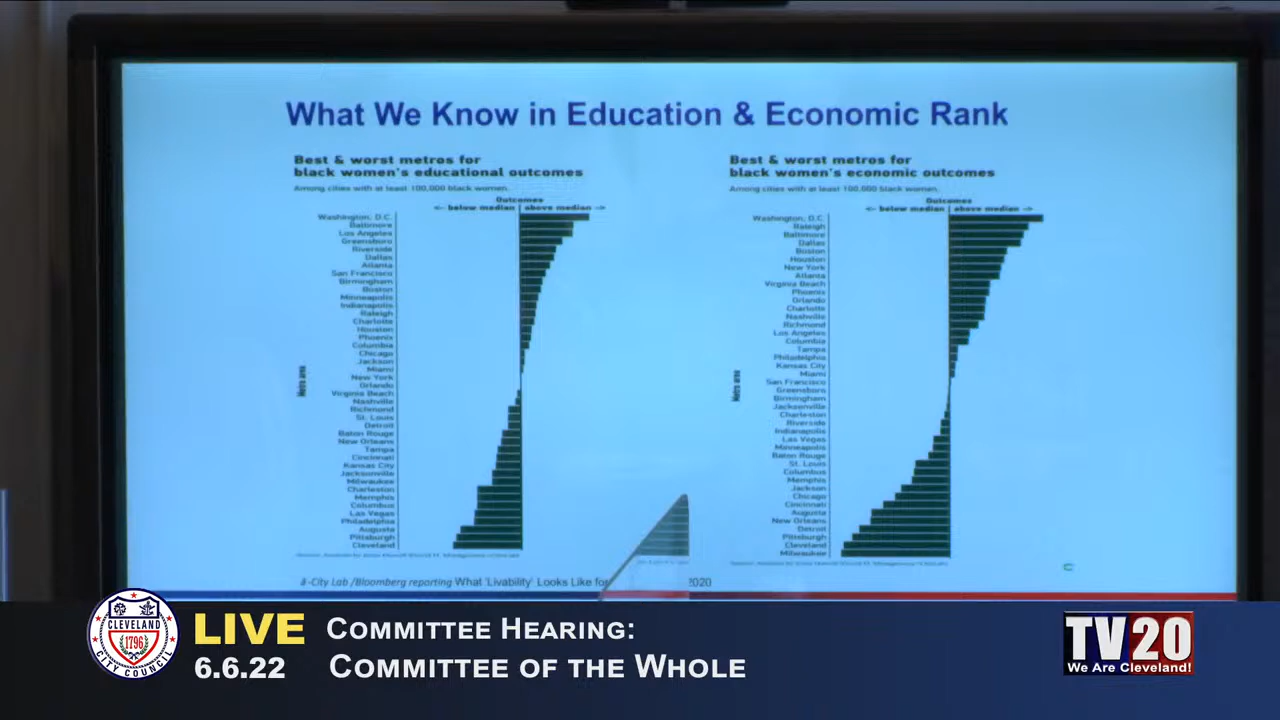 What We Know in Education & Economic Rank
Best & worst metros for
black women's educational outcomes
Among cities with at least 100,000 black women.
Outcomes
<- below median
above median ->
Metro area
Washington, D.C.
Baltimore
Los Angeles
Greensboro
Riverside
Dallas
Atlanta
San Francisco
Birmingham
Boston
Minneapolis
Indianapolis
Raleigh
Charlotte
Houston
Phoenix
Columbia
Chicago
Jackson
Miami
New York
Orlando
Virginia Beach
Nashville
Richmond
St. Louis
Detroit
Baton Rouge
New Orleans
Tampa
Cincinnati
Kansas City
Jacksonville
Milwaukee
Charleston
Memphis
Columbus
Las Vegas
Philadelphia
Augusta
Pittsburgh
Cleveland
Best & worst metros for
black women's economic outcomes
Among cities with at least 100,000 black women.
Outcomes
<- below median
above median ->
Metro area
Washington, D.C.
Raleigh
Baltimore
Dallas
Boston
Houston
New York
Atlanta
Virginia Beach
Phoenix
Orlando
Charlotte
Nashville
Richmond
Los Angeles
Columbia
Tampa
Philadelphia
Kansas City
Miami
San Francisco
Greensboro
Birmingham
Jacksonville
Charleston
Riverside
Indianapolis
Las Vegas
Minneapolis
Baton Rouge
St. Louis
Columbus
Memphis
Jackson
Chicago
Cincinnati
Augusta
New Orleans
Detroit
Pittsburgh
Cleveland
Milwaukee
City Lab /Bloomberg reporting What 'Livability' Looks Like for
2020
CLEVELAND
1796
CITY COUNCIL
LIVE
6.6.22
COMMITTEE HEARING:
COMMITTEE OF THE WHOLE
TV20
We Are Cleveland!